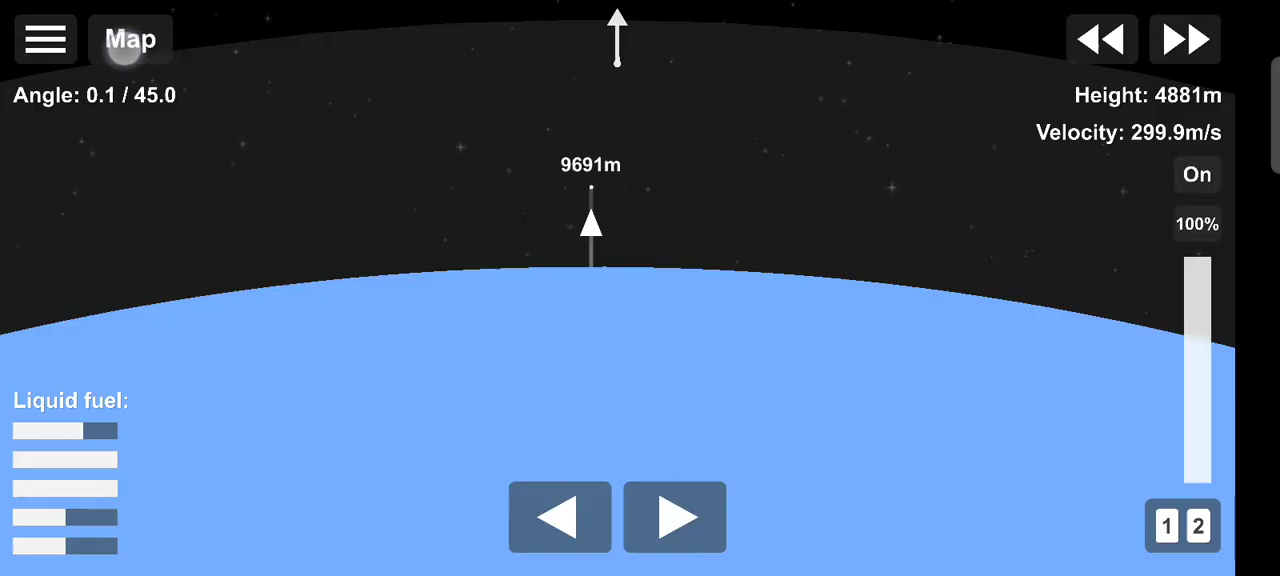 Map
Angle: 0.1 / 45.0
Height: 4881m
Velocity: 299.9m/s
9691m
On
100%
Liquid fuel:
1 2